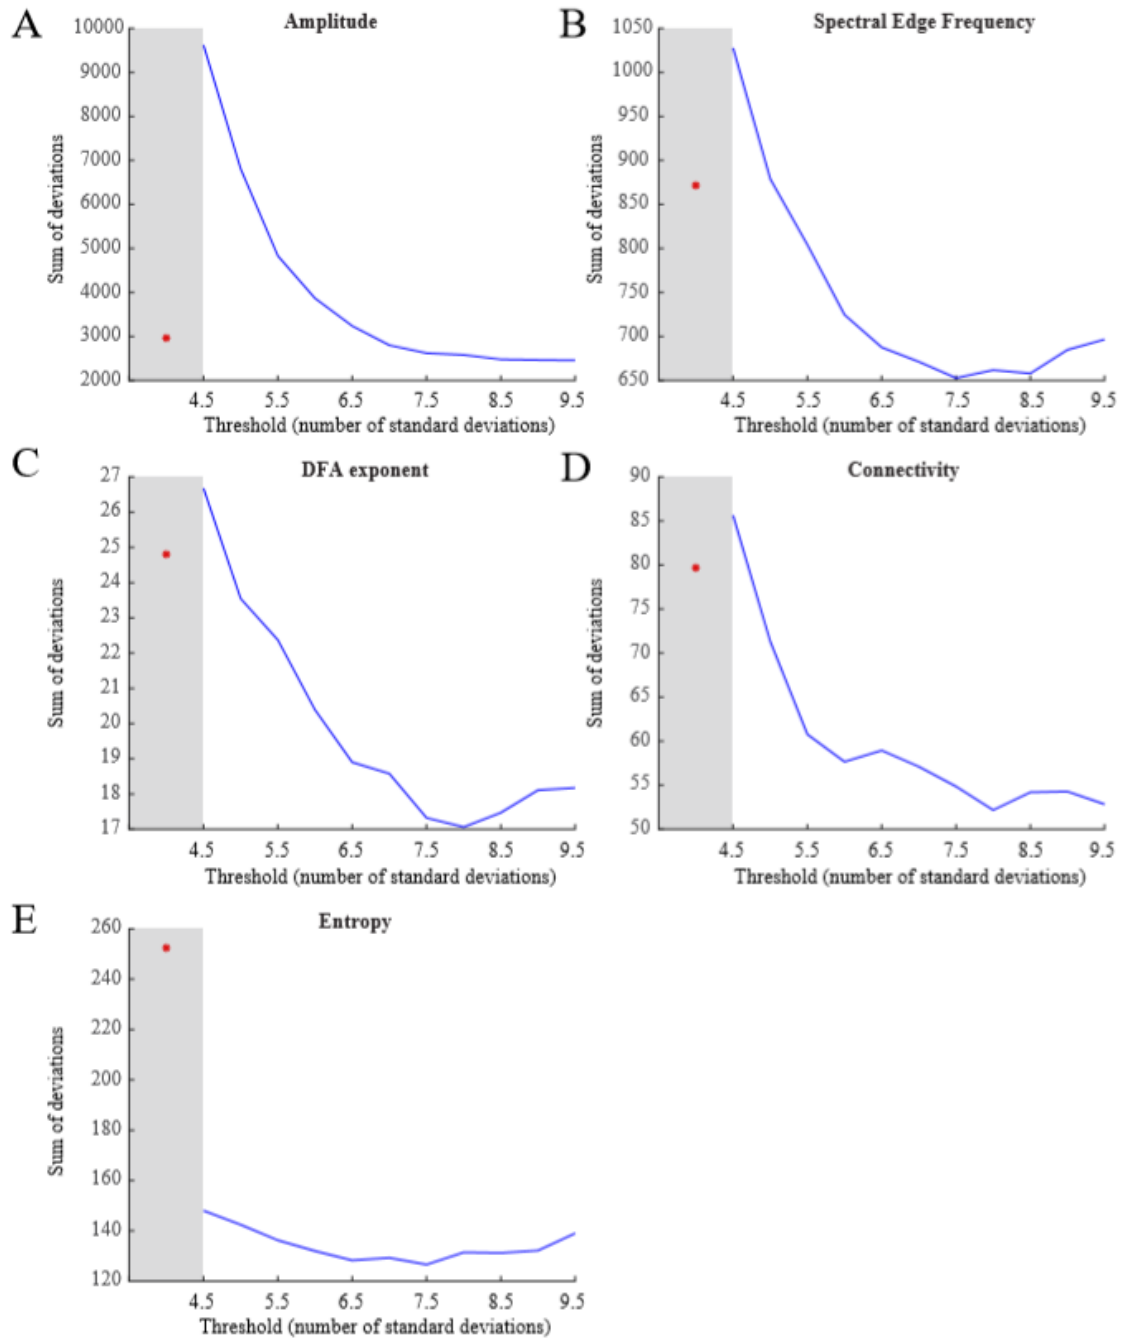 A
Amplitude
10000
9000
8000
7000
6000
5000
4000
3000
2000
Sum of deviations
4.5 5.5 6.5 7.5 8.5 9.5
Threshold (number of standard deviations)
B
Spectral Edge Frequency
1050
1000
950
900
850
800
750
700
650
Sum of deviations
4.5 5.5 6.5 7.5 8.5 9.5
Threshold (number of standard deviations)
C
DFA exponent
27
26
25
24
23
22
21
20
19
18
17
Sum of deviations
4.5 5.5 6.5 7.5 8.5 9.5
Threshold (number of standard deviations)
D
Connectivity
90
85
80
75
70
65
60
55
50
Sum of deviations
4.5 5.5 6.5 7.5 8.5 9.5
Threshold (number of standard deviations)
E
Entropy
260
240
220
200
180
160
140
120
Sum of deviations
4.5 5.5 6.5 7.5 8.5 9.5
Threshold (number of standard deviations)